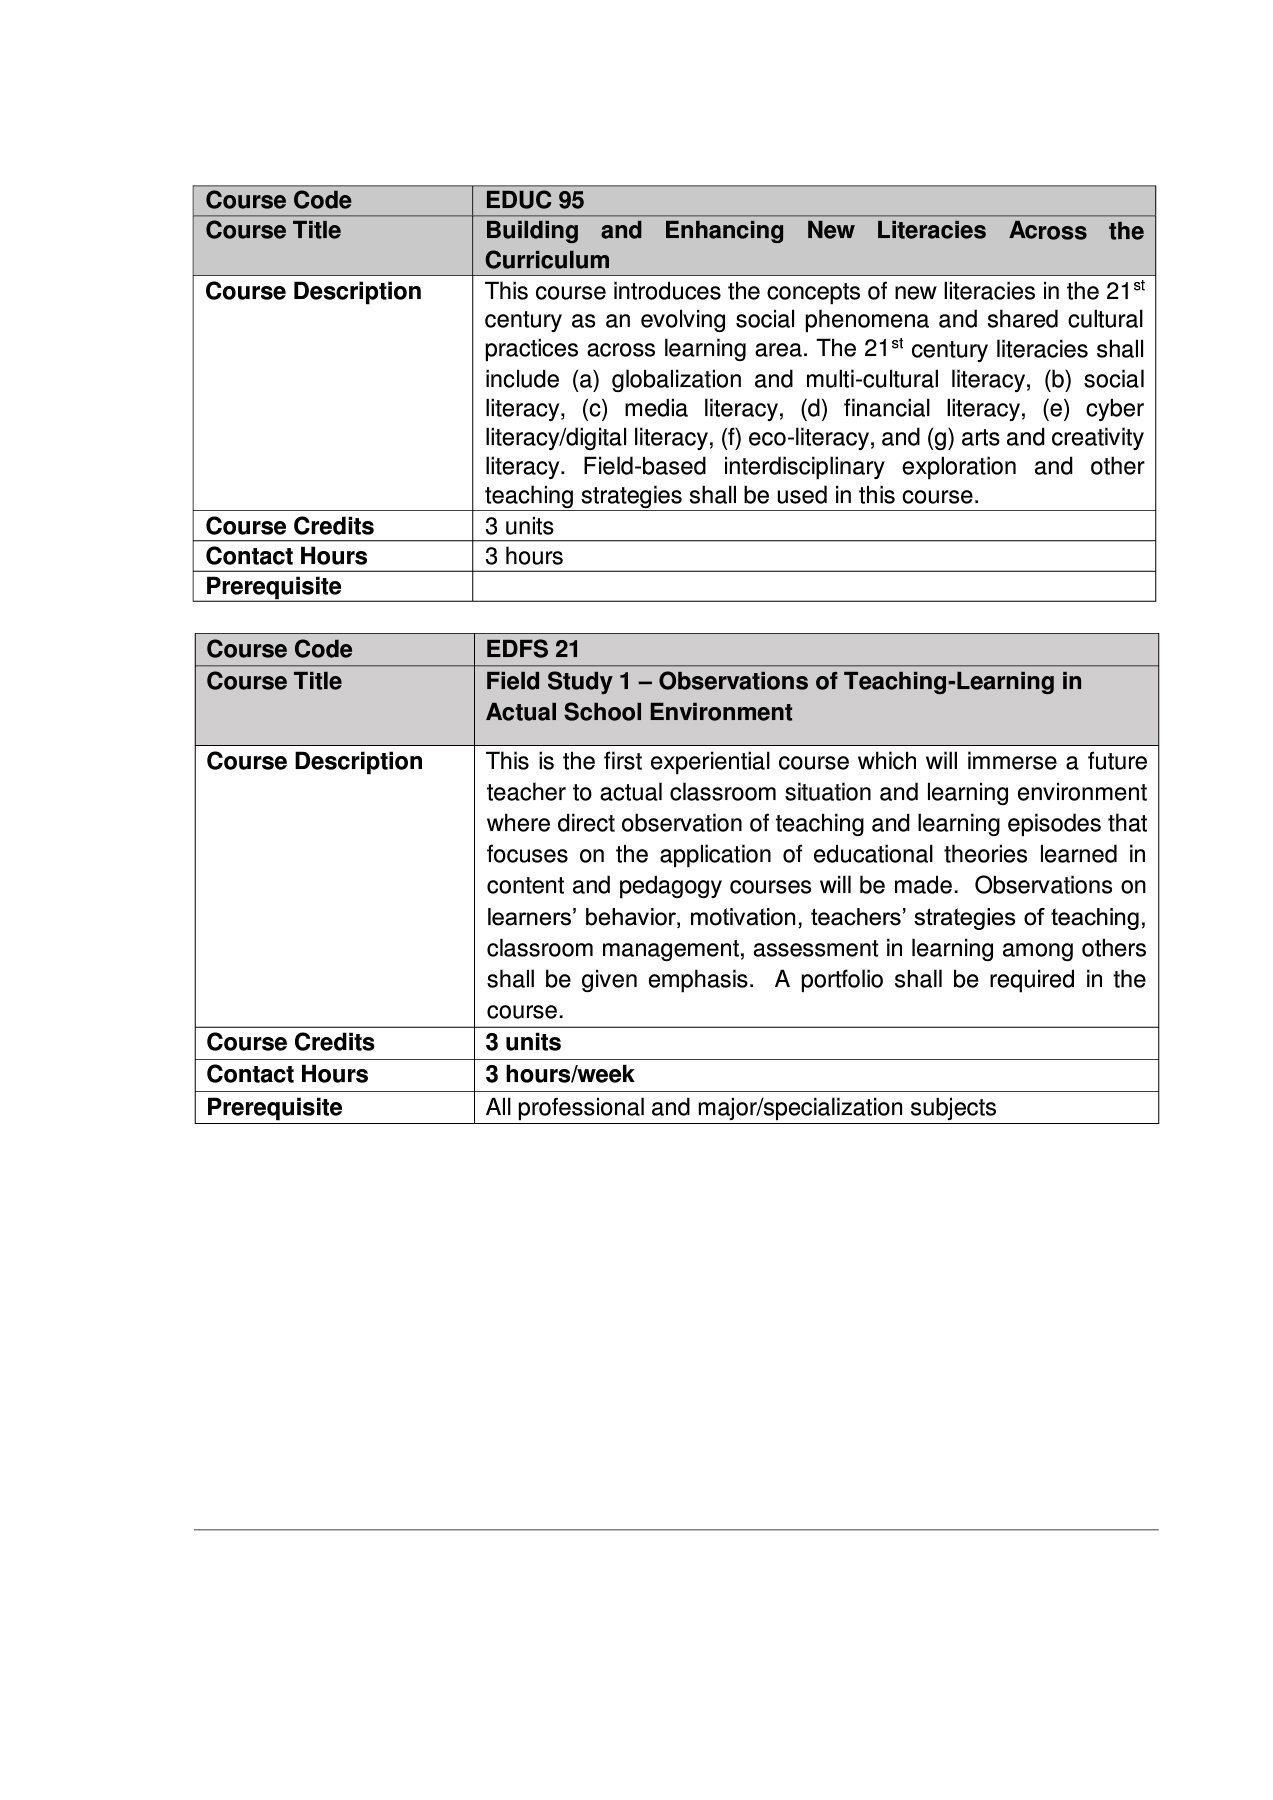 Course Code EDUC 95
Course Title Building and Enhancing New Literacies Across the
Curriculum
Course Description This course introduces the concepts of new literacies in the 21st
century as an evolving social phenomena and shared cultural
practices across learning area. The 21st century literacies shall
include (a) globalization and multi-cultural literacy, (b) social
literacy, (c) media literacy, (d) financial literacy, (e) cyber
literacy/digital literacy, (f) eco-literacy, and (g) arts and creativity
literacy. Field-based interdisciplinary exploration and other
teaching strategies shall be used in this course.
Course Credits 3 units
Contact Hours 3 hours
Prerequisite
Course Code EDFS 21
Course Title Field Study 1 – Observations of Teaching-Learning in
Actual School Environment
Course Description This is the first experiential course which will immerse a future
teacher to actual classroom situation and learning environment
where direct observation of teaching and learning episodes that
focuses on the application of educational theories learned in
content and pedagogy courses will be made. Observations on
learners’ behavior, motivation, teachers’ strategies of teaching,
classroom management, assessment in learning among others
shall be given emphasis. A portfolio shall be required in the
course.
Course Credits 3 units
Contact Hours 3 hours/week
Prerequisite All professional and major/specialization subjects